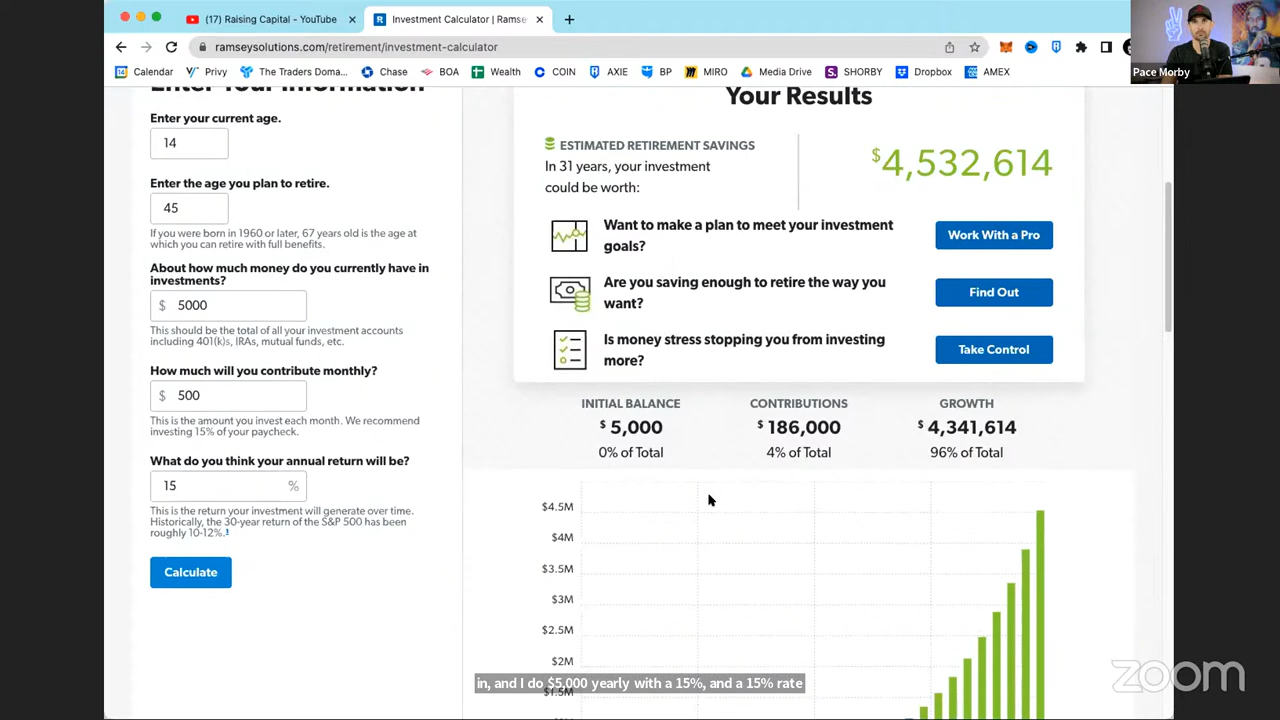 (17) Raising Capital - YouTube
Investment Calculator | Ramse
ramseysolutions.com/retirement/investment-calculator
Calendar
Privy
The Traders Doma...
Chase
BOA
Wealth
COIN
AXIE
BP
MIRO
Media Drive
SHORBY
Dropbox
AMEX
Pace Morby
Enter Your Information
Enter your current age.
14
Enter the age you plan to retire.
45
If you were born in 1960 or later, 67 years old is the age at
which you can retire with full benefits.
About how much money do you currently have in
investments?
$ 5000
This should be the total of all your investment accounts
including 401(k)s, IRAs, mutual funds, etc.
How much will you contribute monthly?
$ 500
This is the amount you invest each month. We recommend
investing 15% of your paycheck.
What do you think your annual return will be?
15 %
This is the return your investment will generate over time.
Historically, the 30-year return of the S&P 500 has been
roughly 10-12%.1
Calculate
Your Results
ESTIMATED RETIREMENT SAVINGS
In 31 years, your investment
could be worth:
$4,532,614
Want to make a plan to meet your investment
goals?
Work With a Pro
Are you saving enough to retire the way you
want?
Find Out
Is money stress stopping you from investing
more?
Take Control
INITIAL BALANCE
$ 5,000
0% of Total
CONTRIBUTIONS
$ 186,000
4% of Total
GROWTH
$ 4,341,614
96% of Total
$4.5M
$4M
$3.5M
$3M
$2.5M
$2M
$1.5M
in, and I do $5,000 yearly with a 15%, and a 15% rate
zoom